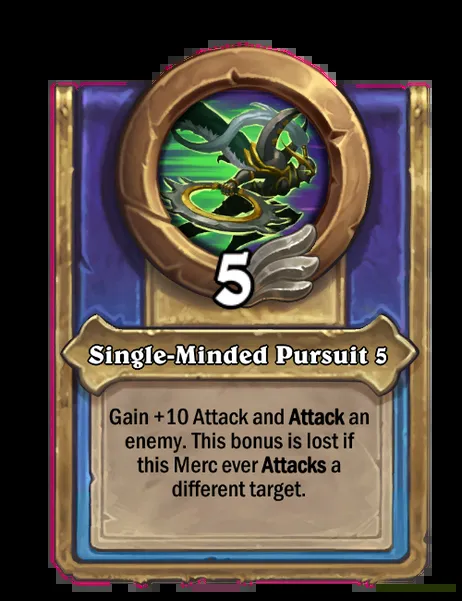 5
Single-Minded Pursuit 5
Gain +10 Attack and Attack an
enemy. This bonus is lost if
this Merc ever Attacks a
different target.